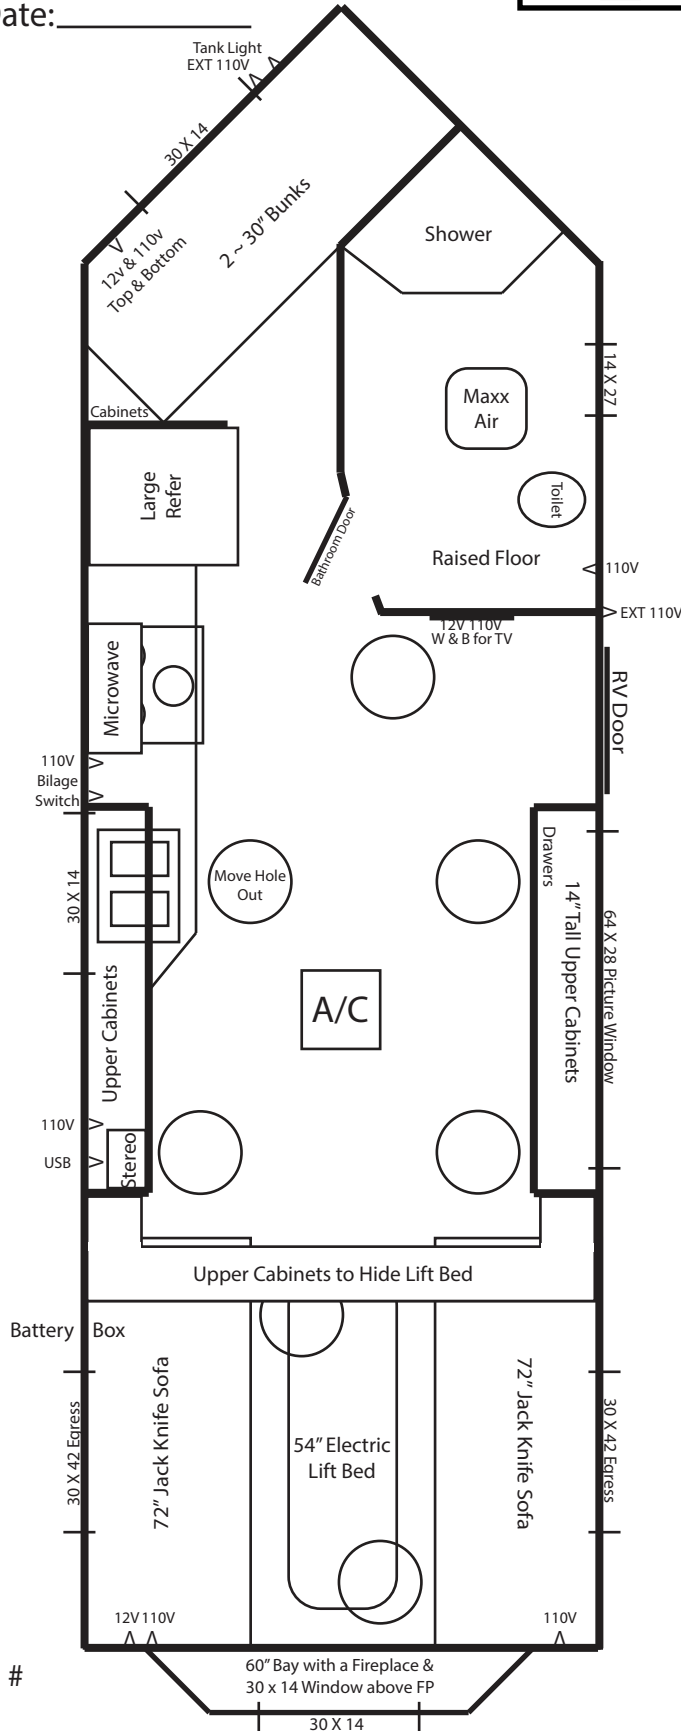 Date:
Tank Light
EXT 110V
30 X 14
2 ~ 30" Bunks
12v & 110v
Top & Bottom
Shower
14 X 27
Maxx
Air
Cabinets
Large
Refer
Toilet
Bathroom Door
Raised Floor
110V
EXT 110V
12V 110V
W & B for TV
Microwave
RV Door
110V
Bilage
Switch
Drawers
Move Hole
Out
30 X 14
14" Tall Upper Cabinets
64 X 28 Picture Window
Upper Cabinets
A/C
110V
USB
Stereo
Upper Cabinets to Hide Lift Bed
Battery Box
72" Jack Knife Sofa
72" Jack Knife Sofa
30 X 42 Egress
30 X 42 Egress
54" Electric
Lift Bed
12V 110V
110V
#
60" Bay with a Fireplace &
30 x 14 Window above FP
30 X 14